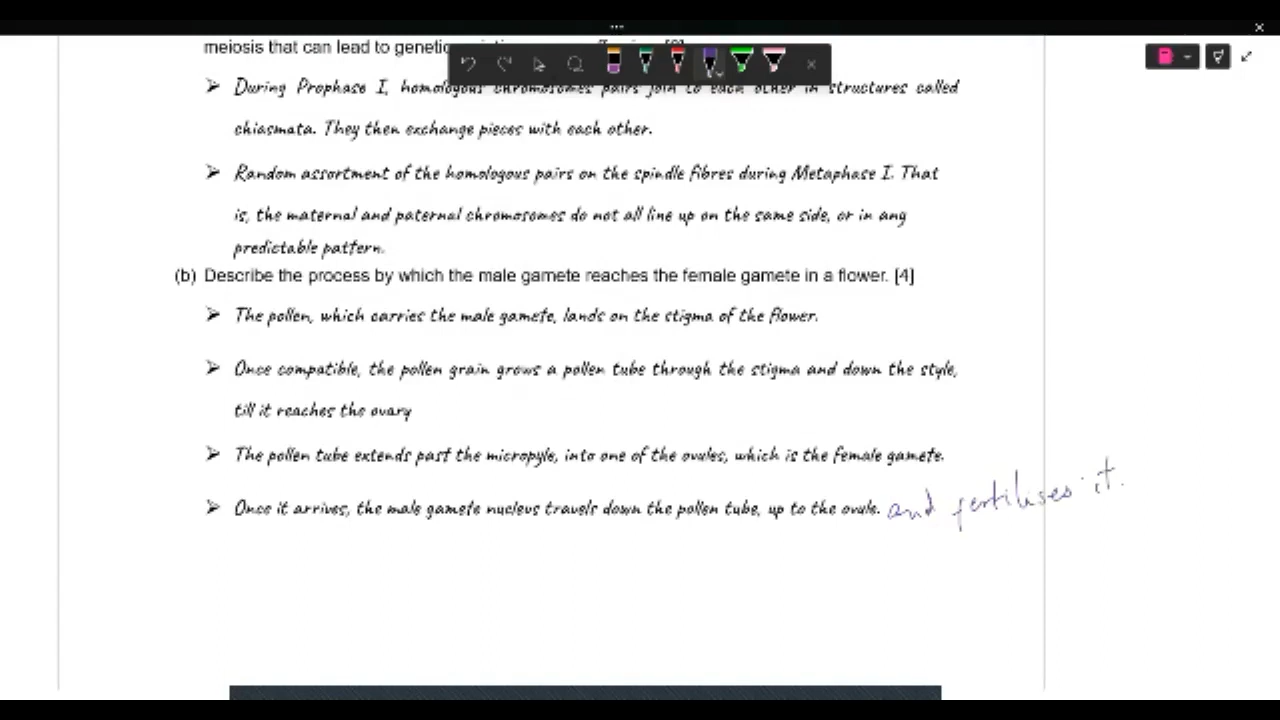 meiosis that can lead to genetic
➢ During Prophase I, homologous chromosomes pairs join to each other in structures called
chiasmata. They then exchange pieces with each other.
➢ Random assortment of the homologous pairs on the spindle fibres during Metaphase I. That
is, the maternal and paternal chromosomes do not all line up on the same side, or in any
predictable pattern.
(b) Describe the process by which the male gamete reaches the female gamete in a flower. [4]
➢ The pollen, which carries the male gamete, lands on the stigma of the flower.
➢ Once compatible, the pollen grain grows a pollen tube through the stigma and down the style,
till it reaches the ovary
➢ The pollen tube extends past the micropyle, into one of the ovules, which is the female gamete.
➢ Once it arrives, the male gamete nucleus travels down the pollen tube, up to the ovule. and fertilises it.